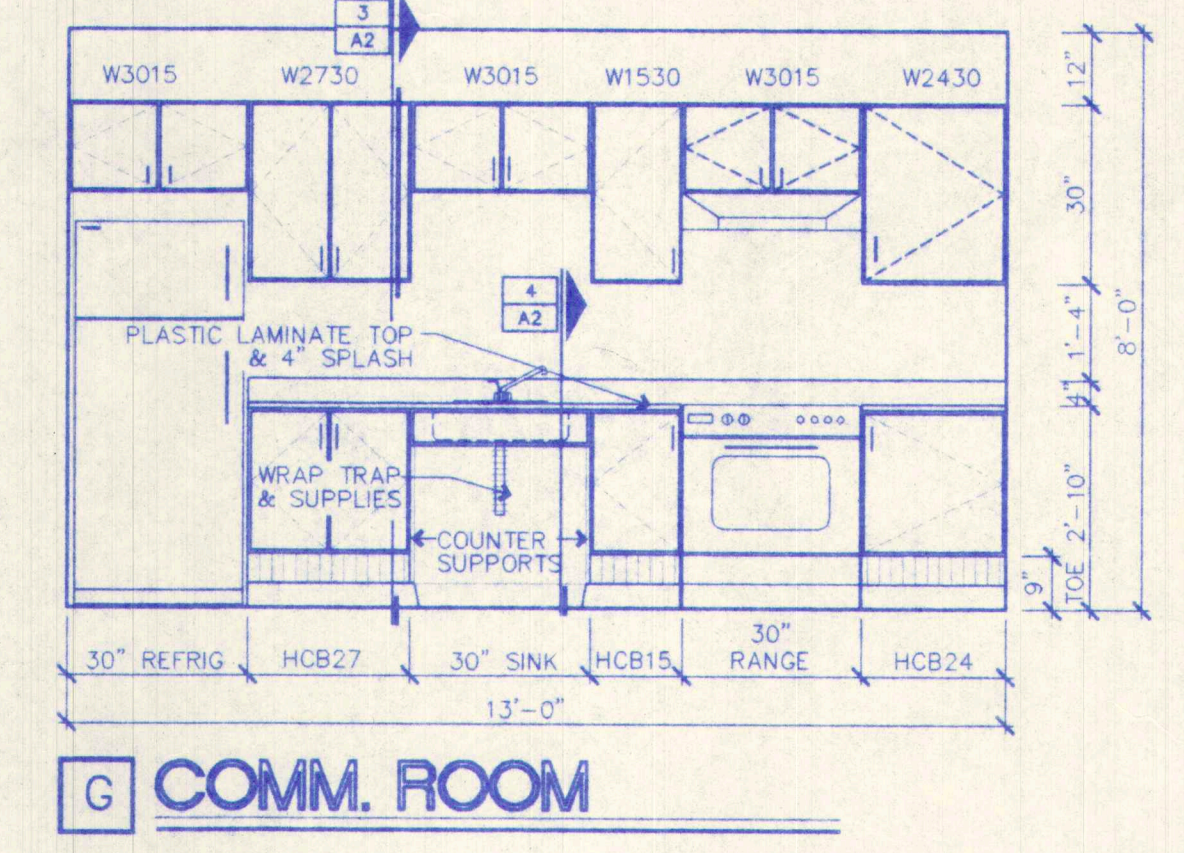 3
A2
W3015
W2730
W3015
W1530
W3015
W2430
12"
30"
1'-4"
4"
2'-10"
TOE
9"
8'-0"
4
A2
PLASTIC LAMINATE TOP
& 4" SPLASH
WRAP TRAP
& SUPPLIES
COUNTER
SUPPORTS
30" REFRIG
HCB27
30" SINK
HCB15
30"
RANGE
HCB24
13'-0"
G
COMM. ROOM